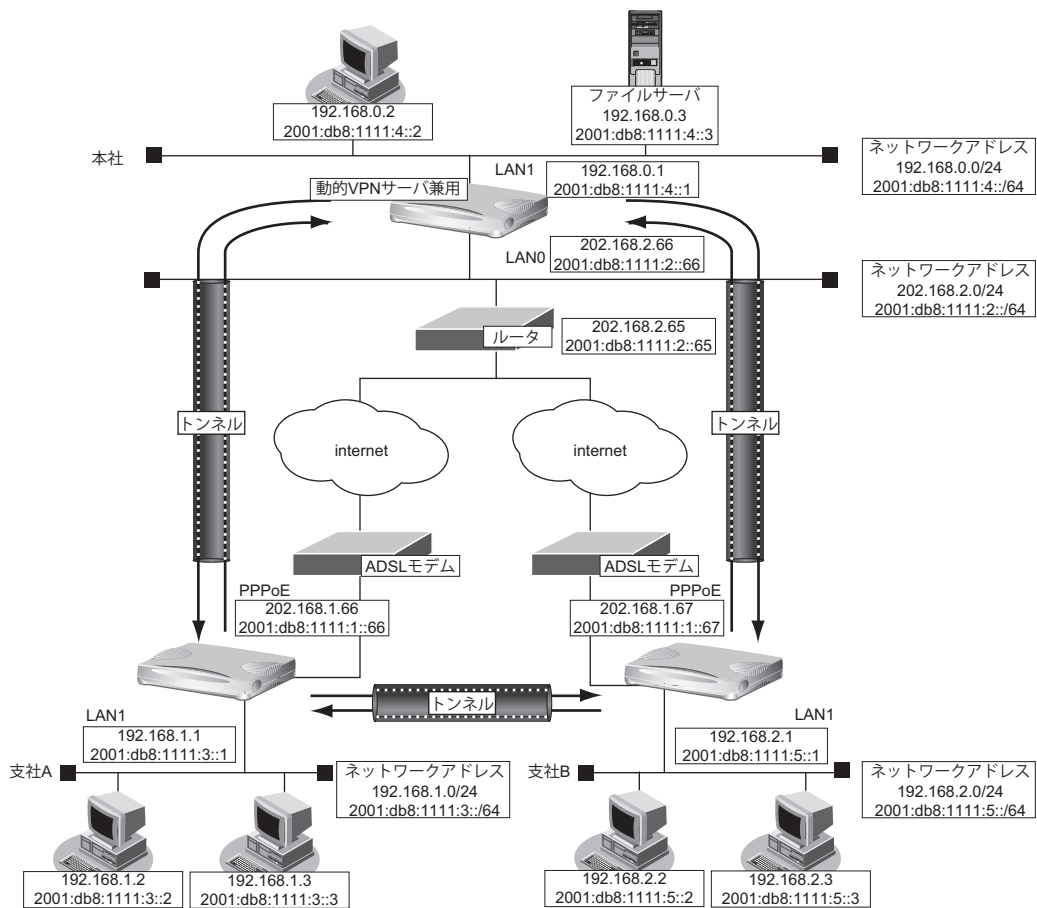 192.168.0.2
2001:db8:1111:4::2
ファイルサーバ
192.168.0.3
2001:db8:1111:4::3
本社
ネットワークアドレス
192.168.0.0/24
2001:db8:1111:4::/64
LAN1
192.168.0.1
2001:db8:1111:4::1
動的VPNサーバ兼用
LAN0
202.168.2.66
2001:db8:1111:2::66
ネットワークアドレス
202.168.2.0/24
2001:db8:1111:2::/64
ルータ
202.168.2.65
2001:db8:1111:2::65
トンネル
internet
internet
トンネル
ADSLモデム
ADSLモデム
PPPoE
202.168.1.66
2001:db8:1111:1::66
PPPoE
202.168.1.67
2001:db8:1111:1::67
トンネル
LAN1
192.168.1.1
2001:db8:1111:3::1
LAN1
192.168.2.1
2001:db8:1111:5::1
支社A
ネットワークアドレス
192.168.1.0/24
2001:db8:1111:3::/64
支社B
ネットワークアドレス
192.168.2.0/24
2001:db8:1111:5::/64
192.168.1.2
2001:db8:1111:3::2
192.168.1.3
2001:db8:1111:3::3
192.168.2.2
2001:db8:1111:5::2
192.168.2.3
2001:db8:1111:5::3